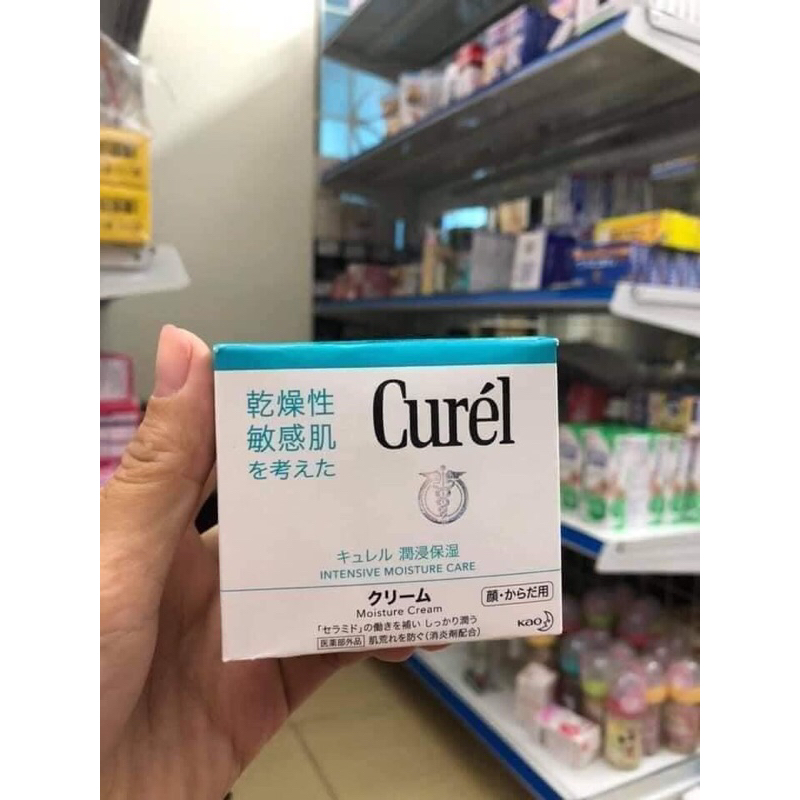 乾燥性
敏感肌
を考えた
Curél
キュレル 潤浸保湿
INTENSIVE MOISTURE CARE
クリーム
顔・からだ用
Moisture Cream
「セラミド」の働きを補い しっかり潤う
医薬部外品 肌荒れを防ぐ(消炎剤配合)
Kao